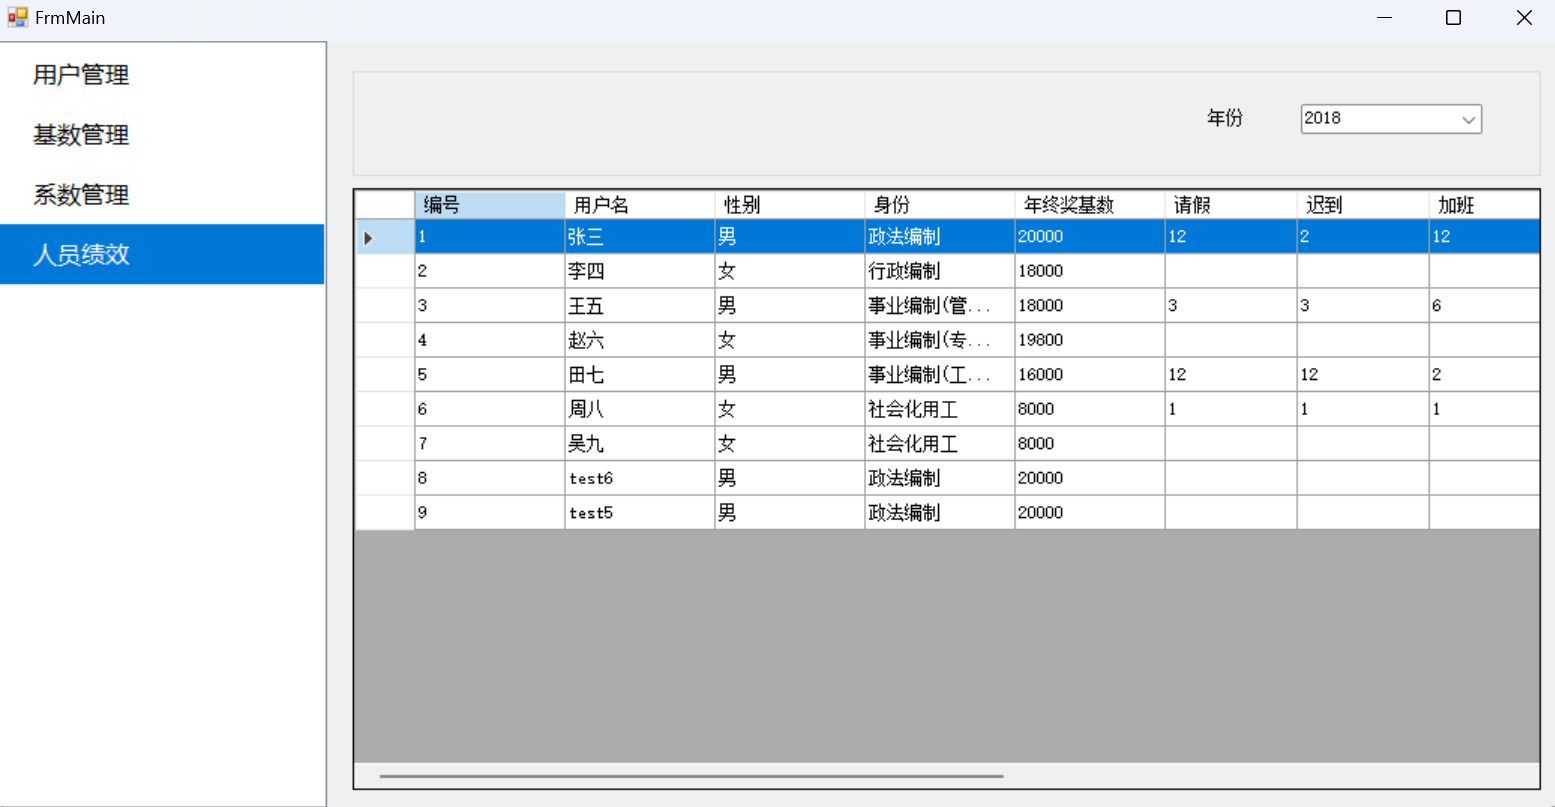 FrmMain
用户管理
基数管理
系数管理
人员绩效
年份 2018
编号 用户名 性别 身份 年终奖基数 请假 迟到 加班
1 张三 男 政法编制 20000 12 2 12
2 李四 女 行政编制 18000
3 王五 男 事业编制(管... 18000 3 3 6
4 赵六 女 事业编制(专... 19800
5 田七 男 事业编制(工... 16000 12 12 2
6 周八 女 社会化用工 8000 1 1 1
7 吴九 女 社会化用工 8000
8 test6 男 政法编制 20000
9 test5 男 政法编制 20000